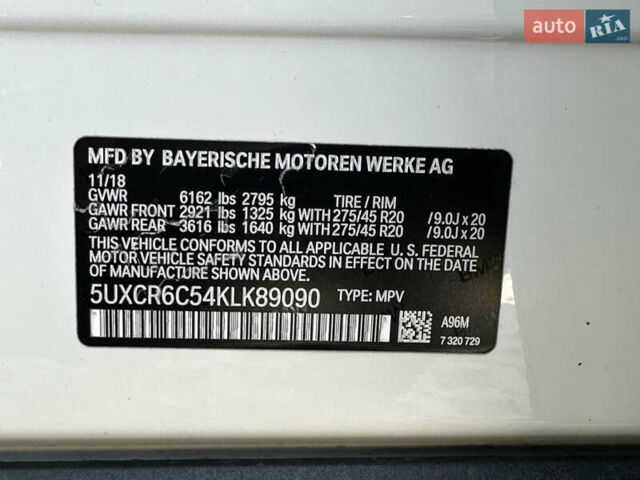 auto RIA
.com
MFD BY BAYERISCHE MOTOREN WERKE AG
11/18
GVWR 6162 lbs 2795 kg TIRE / RIM
GAWR FRONT 2921 lbs 1325 kg WITH 275/45 R20 /9.0J x 20
GAWR REAR 3616 lbs 1640 kg WITH 275/45 R20 /9.0J x 20
THIS VEHICLE CONFORMS TO ALL APPLICABLE U. S. FEDERAL
MOTOR VEHICLE SAFETY STANDARDS IN EFFECT ON THE DATE OF
MANUFACTURE SHOWN ABOVE.
5UXCR6C54KLK89090 TYPE: MPV
A96M
7 320 729